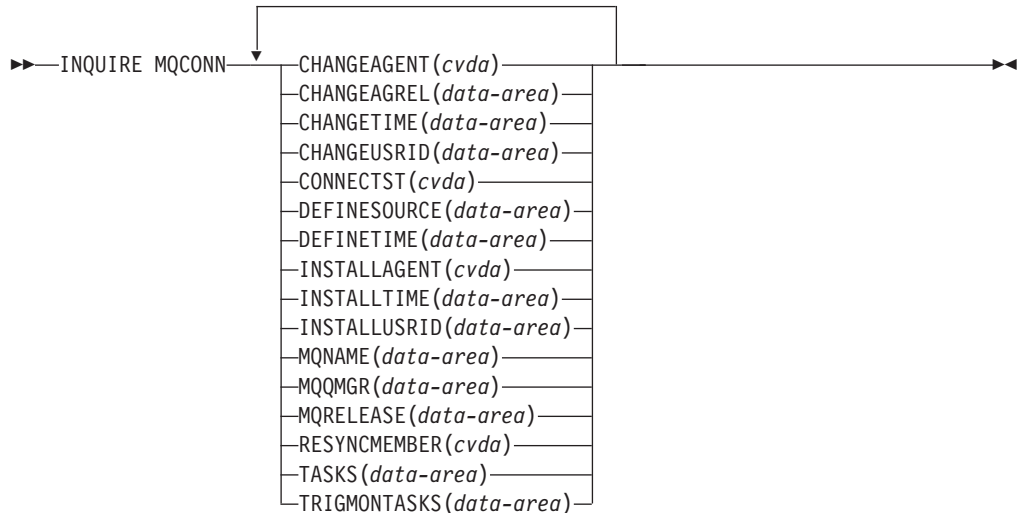 INQUIRE MQCONN CHANGEAGENT(cvda)
CHANGEAGREL(data-area)
CHANGETIME(data-area)
CHANGEUSRID(data-area)
CONNECTST(cvda)
DEFINESOURCE(data-area)
DEFINETIME(data-area)
INSTALLAGENT(cvda)
INSTALLTIME(data-area)
INSTALLUSRID(data-area)
MQNAME(data-area)
MQQMGR(data-area)
MQRELEASE(data-area)
RESYNCMEMBER(cvda)
TASKS(data-area)
TRIGMONTASKS(data-area)